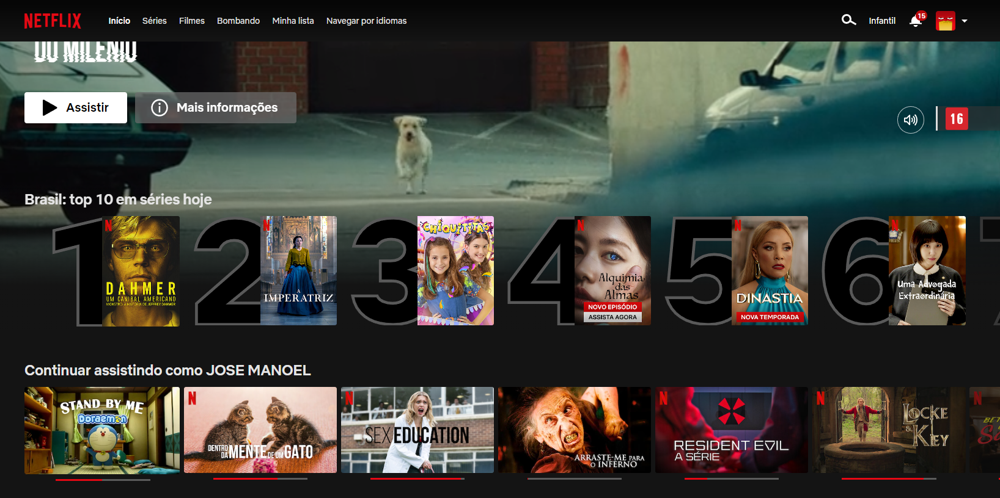 NETFLIX
Início Séries Filmes Bombando Minha lista Navegar por idiomas
Infantil
15
DO MILÊNIO
Assistir
Mais informações
16
Brasil: top 10 em séries hoje
1
N
DAHMER
UM CANIBAL AMERICANO
MONSTRO: A HISTÓRIA DE JEFFREY DAHMER
2
N
A
IMPERATRIZ
3
CHIQUITITAS
4
N
Alquimia
das
Almas
NOVO EPISÓDIO
ASSISTA AGORA
5
N
DINASTIA
NOVA TEMPORADA
6
N
Uma Advogada
Extraordinária
Continuar assistindo como JOSE MANOEL
STAND BY ME
Doraemon
N
DENTRO DA MENTE DE UM GATO
N
SEX EDUCATION
ARRASTE-ME PARA
O INFERNO
N
RESIDENT EVIL
A SÉRIE
N
LOCKE
& KEY
N
BET